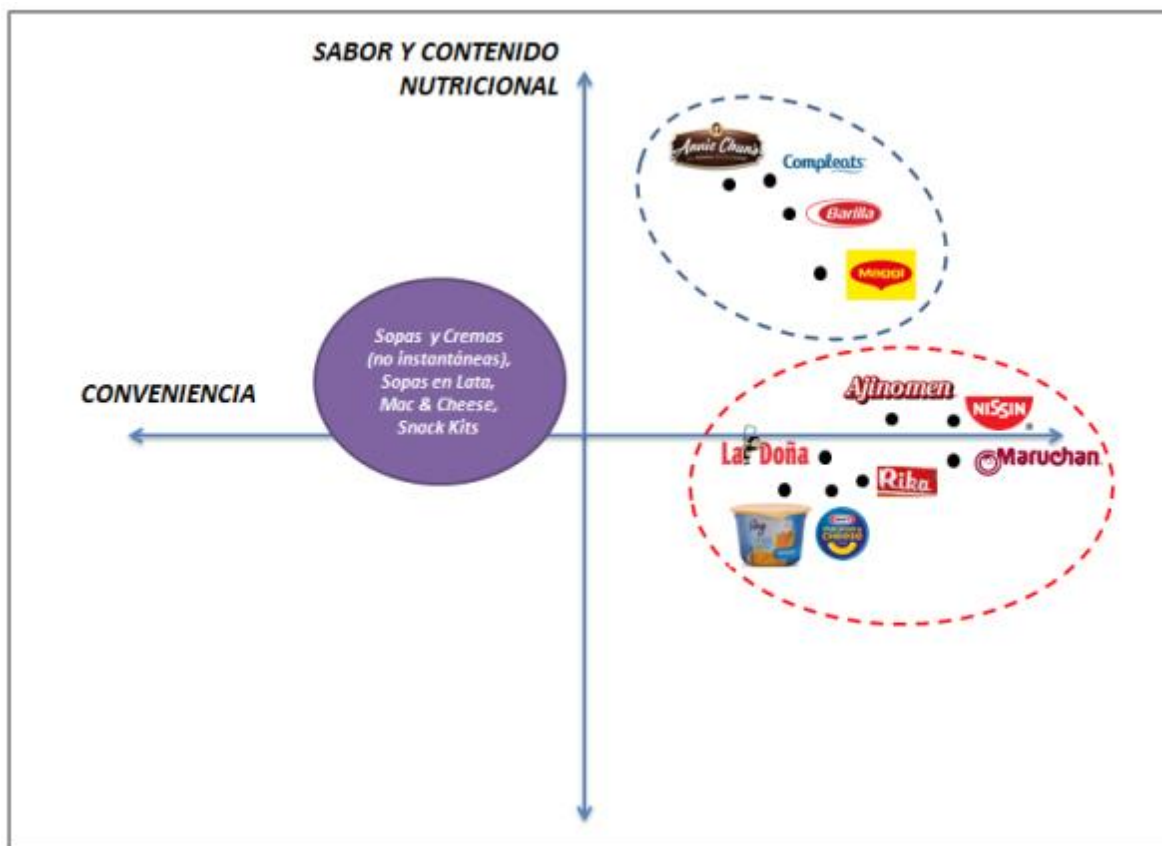 SABOR Y CONTENIDO
NUTRICIONAL
Annie Chun's
Compleats
Barilla
MAGGI
Sopas y Cremas
(no instantáneas),
Sopas en Lata,
Mac & Cheese,
Snack Kits
CONVENIENCIA
Ajinomen
NISSIN
La Doña
Maruchan
Rika
CHEESE